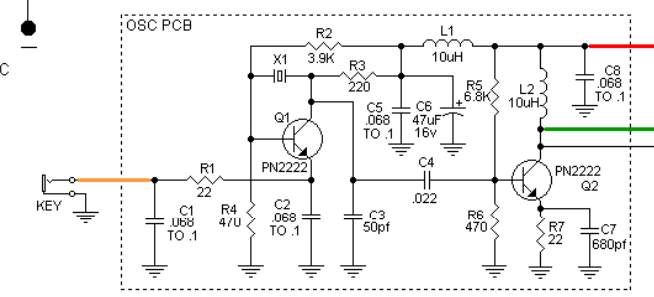 OSC PCB
L1
10uH
R2
3.9K
X1
R3
220
C
Q1
PN2222
C5
.068
TO .1
C6
47uF
16v
+
R5
6.8K
L2
10uH
C8
.068
TO .1
C4
.022
PN2222
Q2
R1
22
KEY
C1
.068
TO .1
R4
470
C2
.068
TO .1
C3
50pf
R6
470
R7
22
C7
680pf